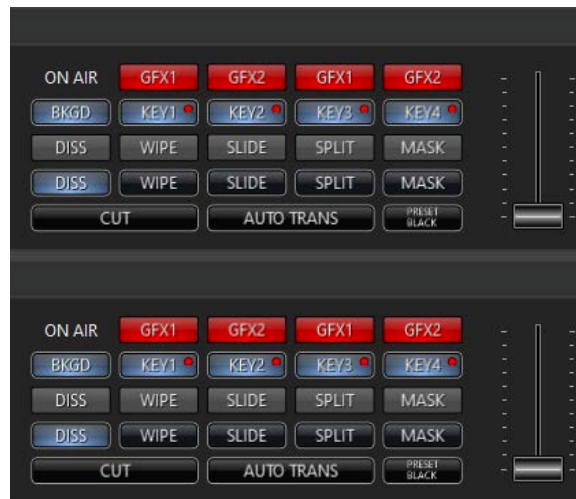 ON AIR GFX1 GFX2 GFX1 GFX2
BKGD KEY1 KEY2 KEY3 KEY4
DISS WIPE SLIDE SPLIT MASK
DISS WIPE SLIDE SPLIT MASK
CUT AUTO TRANS PRESET BLACK
ON AIR GFX1 GFX2 GFX1 GFX2
BKGD KEY1 KEY2 KEY3 KEY4
DISS WIPE SLIDE SPLIT MASK
DISS WIPE SLIDE SPLIT MASK
CUT AUTO TRANS PRESET BLACK